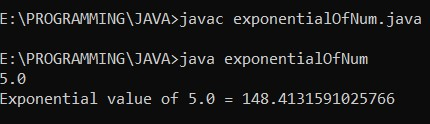 E:\PROGRAMMING\JAVA>javac exponentialOfNum.java
E:\PROGRAMMING\JAVA>java exponentialOfNum
5.0
Exponential value of 5.0 = 148.4131591025766